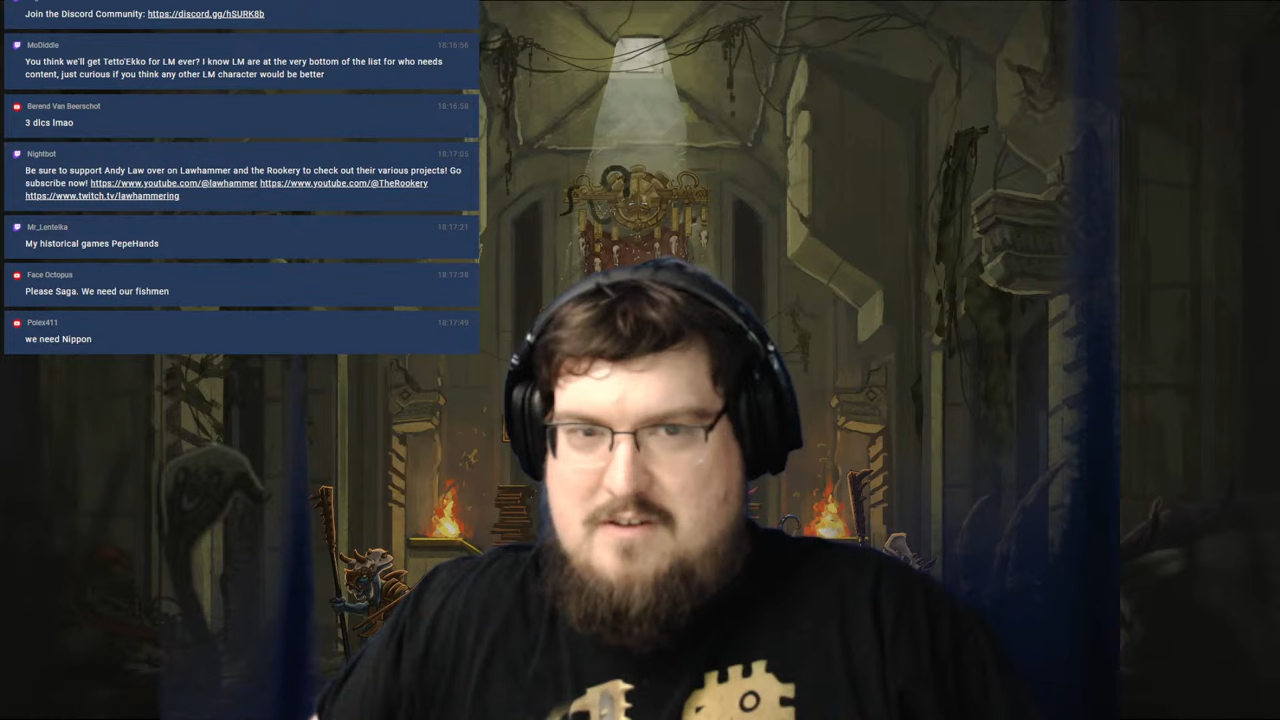 Join the Discord Community: https://discord.gg/hSURK8b
MoDiddle 18:16:56
You think we'll get Tetto'Ekko for LM ever? I know LM are at the very bottom of the list for who needs
content, just curious if you think any other LM character would be better
Berend Van Beerschot 18:16:58
3 dlcs lmao
Nightbot 18:17:05
Be sure to support Andy Law over on Lawhammer and the Rookery to check out their various projects! Go
subscribe now! https://www.youtube.com/@lawhammer https://www.youtube.com/@TheRookery
https://www.twitch.tv/lawhammering
Mr_Lentelka 18:17:21
My historical games PepeHands
Face Octopus 18:17:28
Please Saga. We need our fishmen
Polex411 18:17:49
we need Nippon